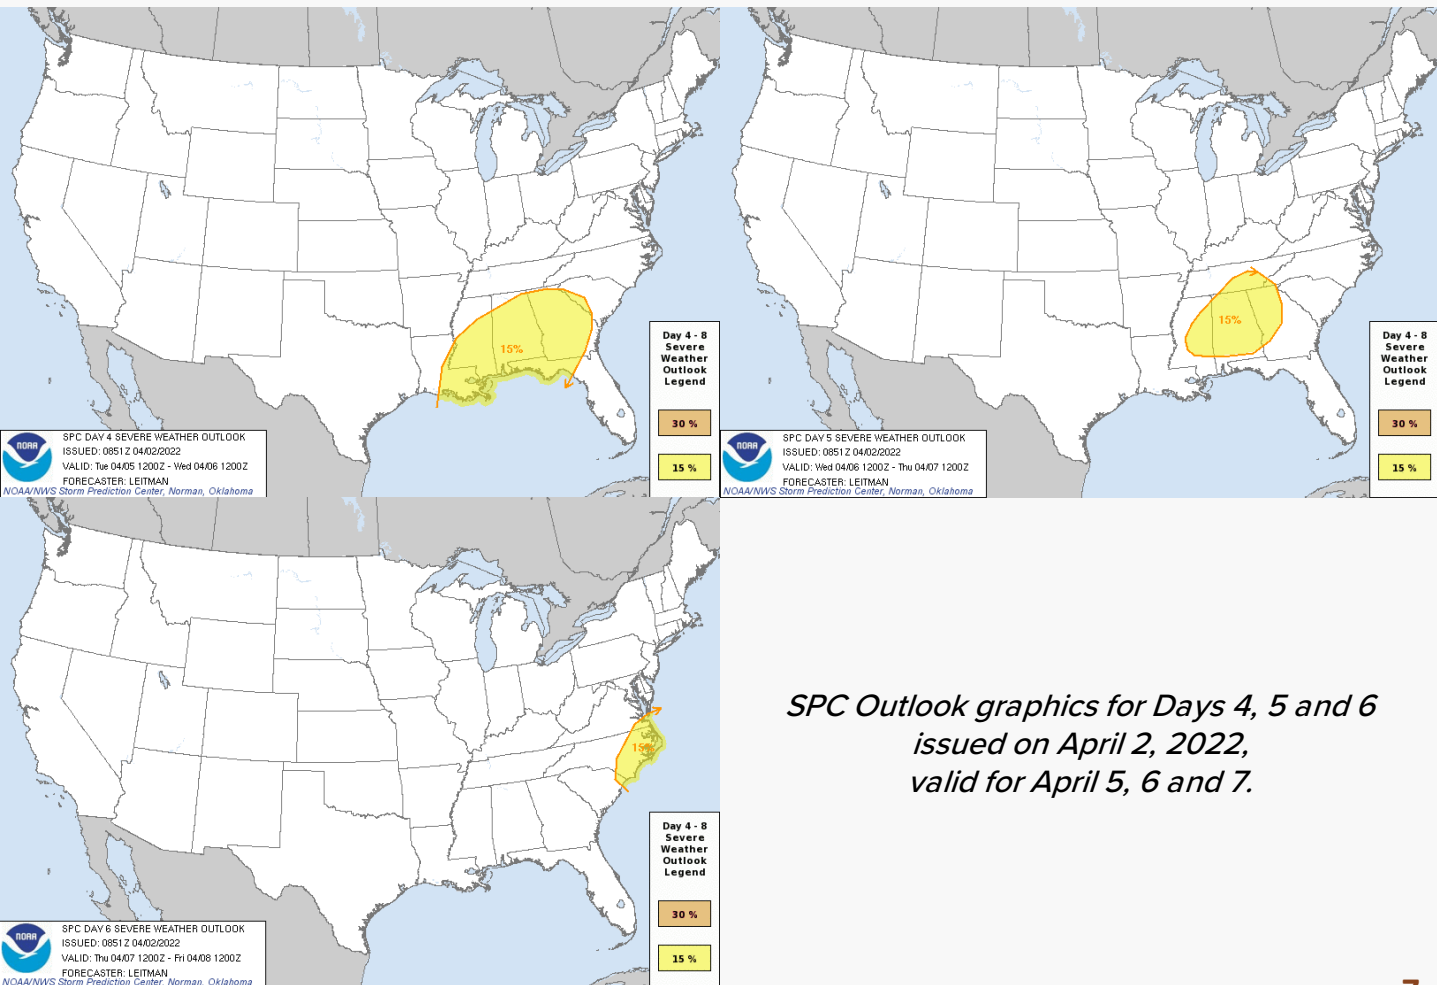 15%
Day 4 - 8
Severe
Weather
Outlook
Legend
30 %
15 %
NOAA
SPC DAY 4 SEVERE WEATHER OUTLOOK
ISSUED: 0851Z 04/02/2022
VALID: Tue 04/05 1200Z - Wed 04/06 1200Z
FORECASTER: LEITMAN
NOAA/NWS Storm Prediction Center, Norman, Oklahoma
15%
Day 4 - 8
Severe
Weather
Outlook
Legend
30 %
15 %
NOAA
SPC DAY 5 SEVERE WEATHER OUTLOOK
ISSUED: 0851Z 04/02/2022
VALID: Wed 04/06 1200Z - Thu 04/07 1200Z
FORECASTER: LEITMAN
NOAA/NWS Storm Prediction Center, Norman, Oklahoma
15%
Day 4 - 8
Severe
Weather
Outlook
Legend
30 %
15 %
NOAA
SPC DAY 6 SEVERE WEATHER OUTLOOK
ISSUED: 0851Z 04/02/2022
VALID: Thu 04/07 1200Z - Fri 04/08 1200Z
FORECASTER: LEITMAN
NOAA/NWS Storm Prediction Center, Norman, Oklahoma
SPC Outlook graphics for Days 4, 5 and 6
issued on April 2, 2022,
valid for April 5, 6 and 7.